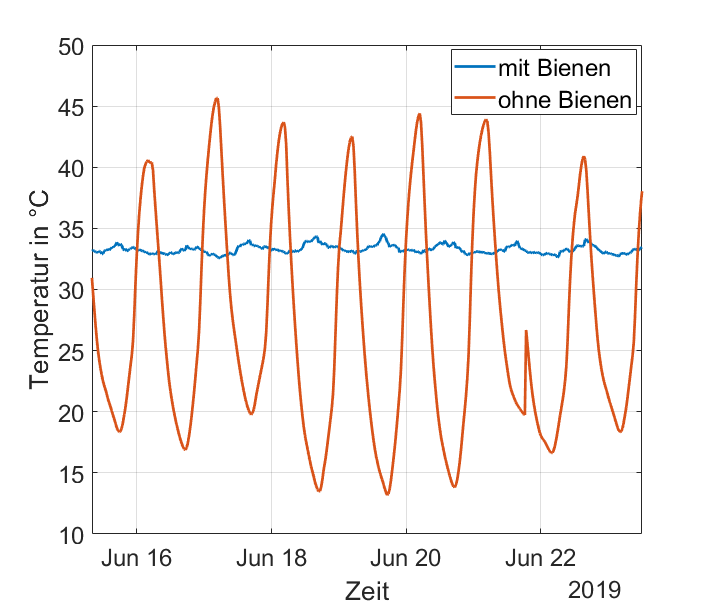 50
45
40
35
30
25
20
15
10
Temperatur in °C
mit Bienen
ohne Bienen
Jun 16
Jun 18
Jun 20
Jun 22
Zeit
2019